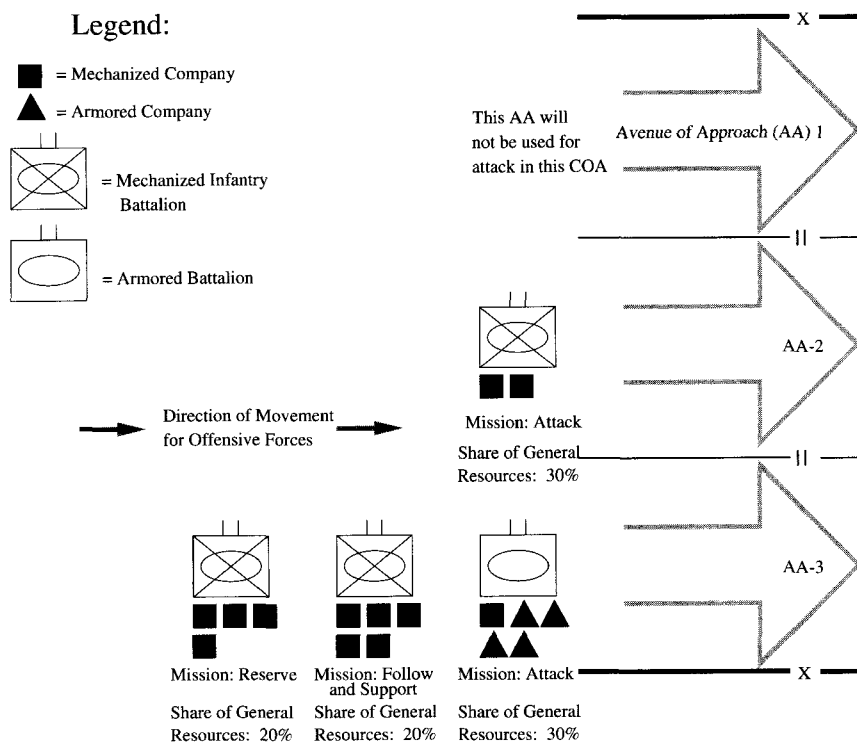 Legend:
= Mechanized Company
= Armored Company
= Mechanized Infantry
Battalion
= Armored Battalion
X
This AA will
not be used for
attack in this COA
Avenue of Approach (AA) 1
II
AA-2
Mission: Attack
Share of General
Resources: 30%
Direction of Movement
for Offensive Forces
II
AA-3
Mission: Reserve
Share of General
Resources: 20%
Mission: Follow
and Support
Share of General
Resources: 20%
Mission: Attack
Share of General
Resources: 30%
X